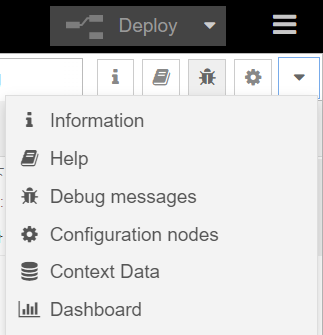 Deploy
Information
Help
Debug messages
Configuration nodes
Context Data
Dashboard